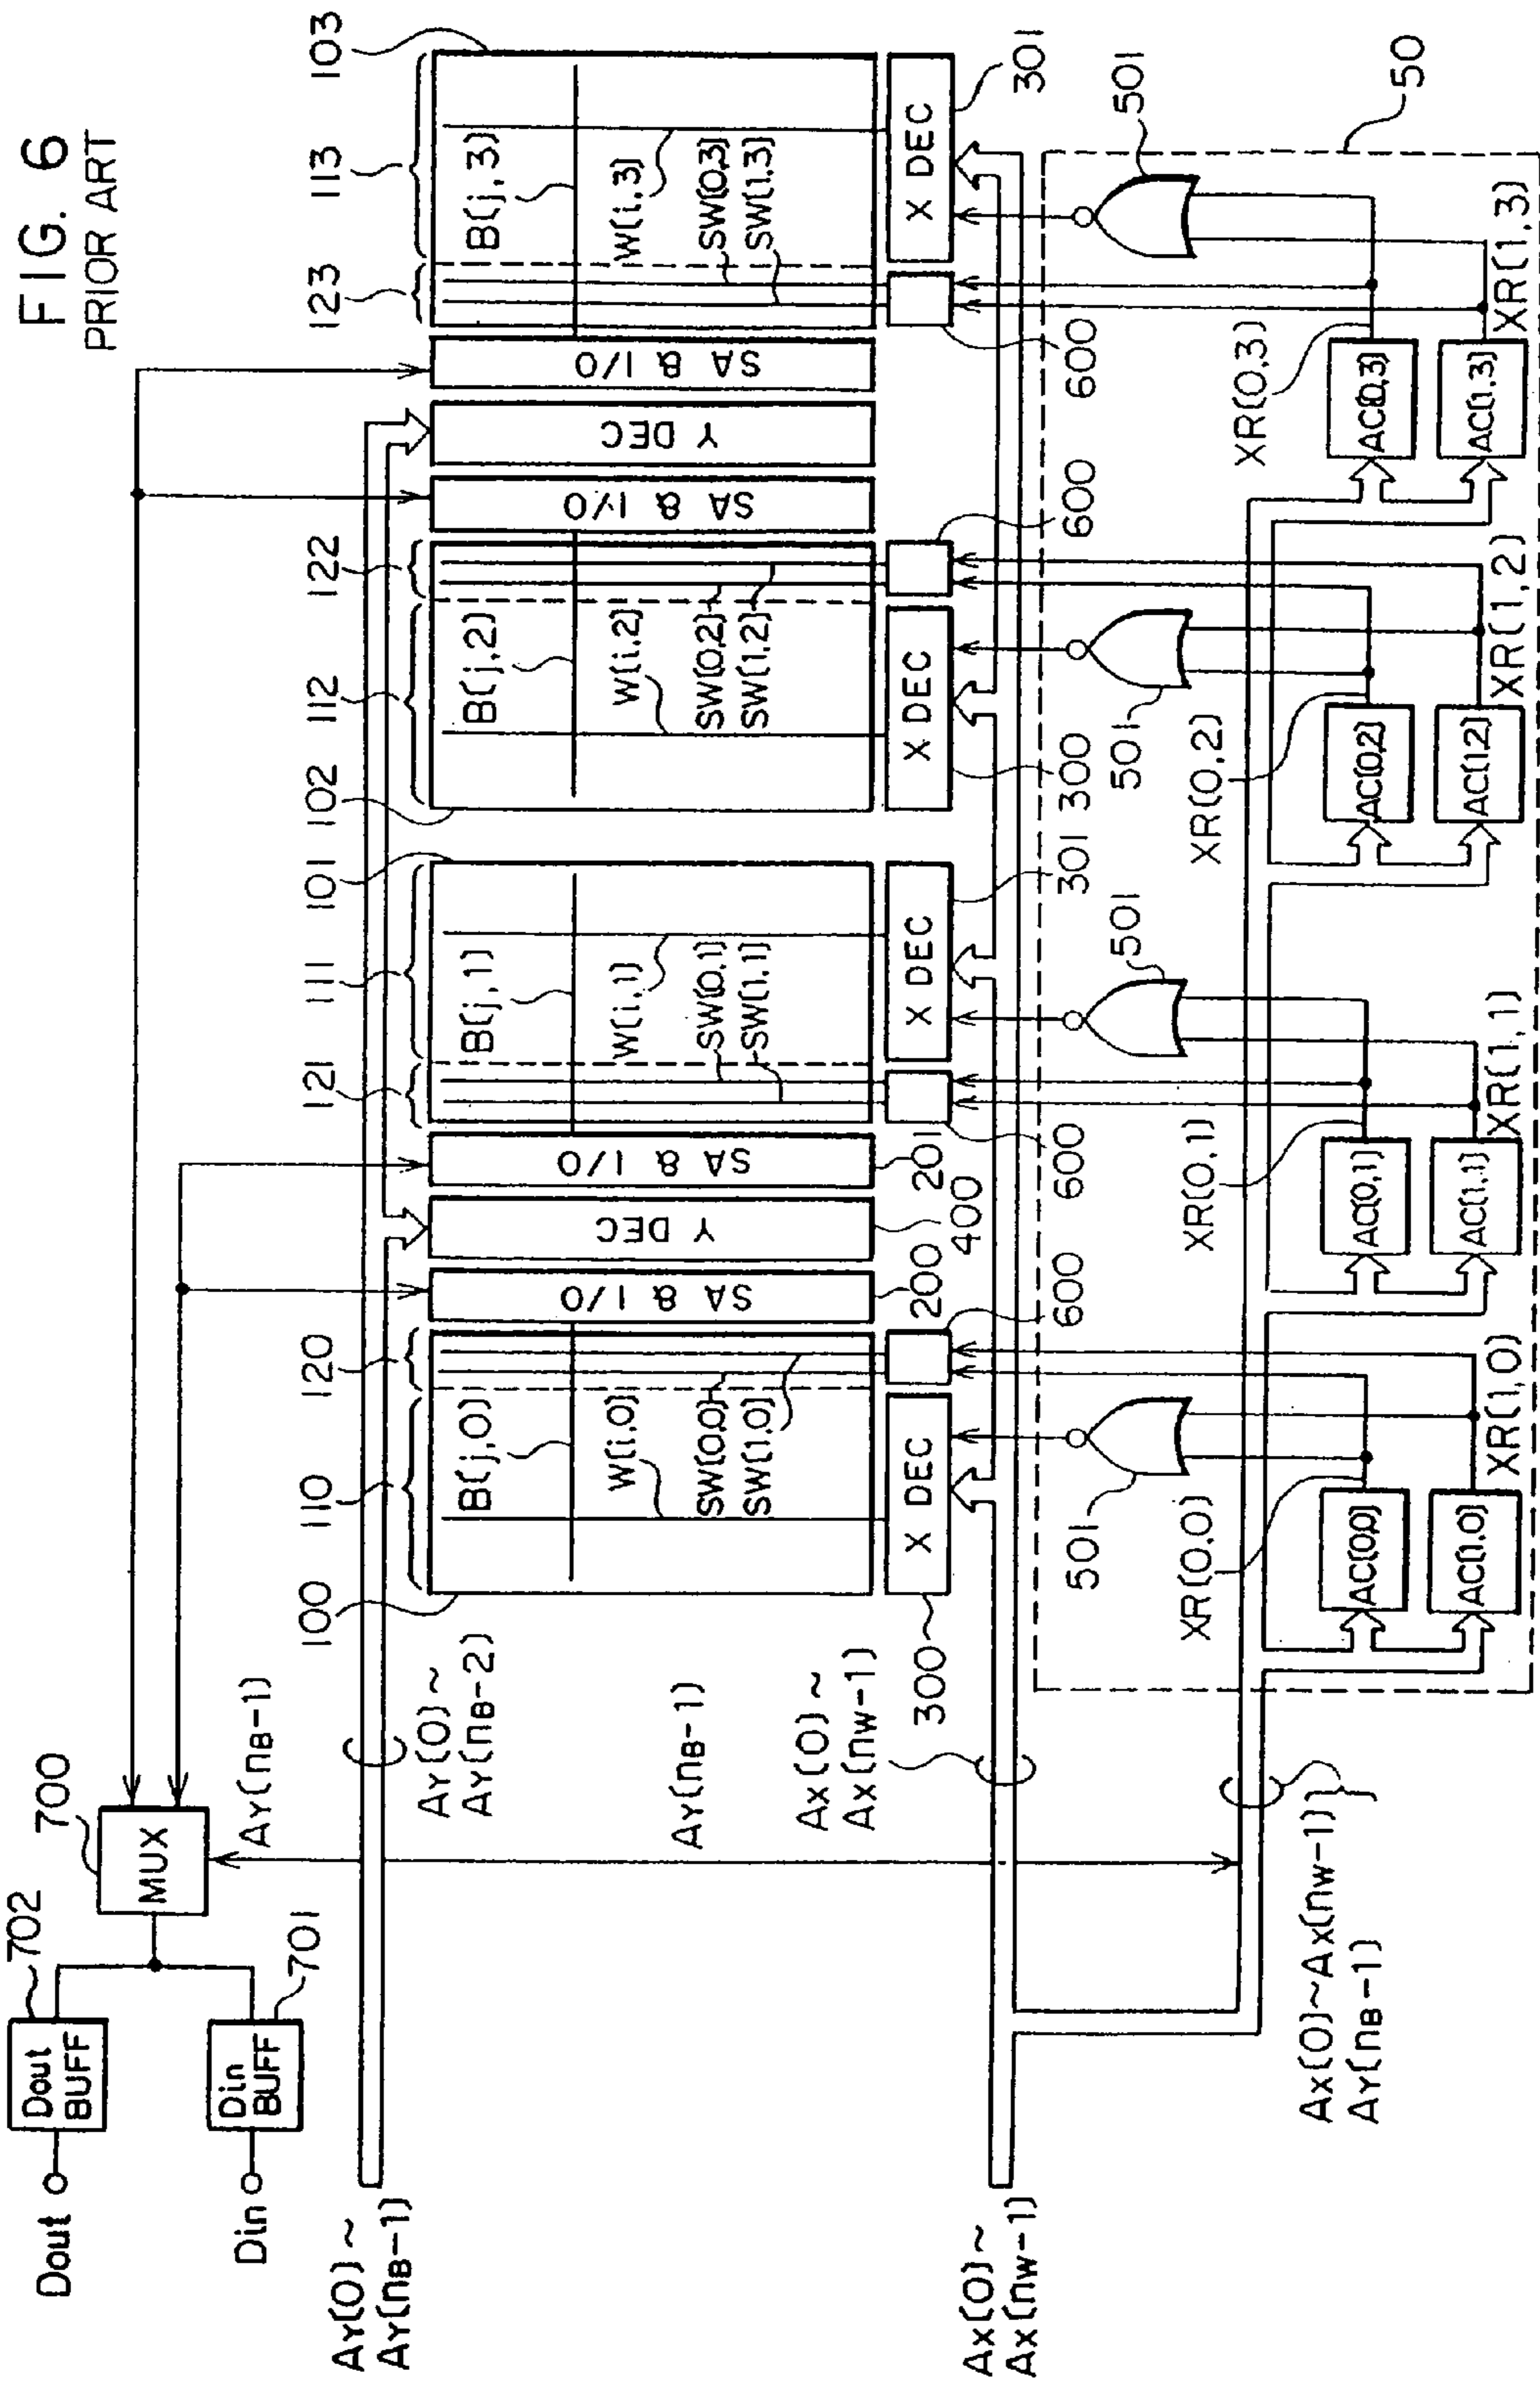 FIG. 6
PRIOR ART
Dout
Dout
BUFF
702
Din
Din
BUFF
701
MUX
700
AY(nB-1)
AY(0)~
AY(nB-1)
AY(0)~
AY(nB-2)
AY(nB-1)
AX(0)~
AX(nW-1)
AX(0)~
AX(nW-1)
AX(0)~AX(nW-1)
AY(nB-1)
100
110
120
121
111
101
102
112
122
123
113
103
B(j,0)
W(i,0)
SW(0,0)
SW(1,0)
SA & I/O
200
Y DEC
400
SA & I/O
201
B(j,1)
W(i,1)
SW(0,1)
SW(1,1)
B(j,2)
W(i,2)
SW(0,2)
SW(1,2)
SA & I/O
Y DEC
SA & I/O
B(j,3)
W(i,3)
SW(0,3)
SW(1,3)
300
X DEC
600
600
X DEC
301
X DEC
300
600
600
X DEC
301
501
501
501
501
50
XR(0,0)
AC(0,0)
AC(1,0)
XR(1,0)
XR(0,1)
AC(0,1)
AC(1,1)
XR(1,1)
XR(0,2)
AC(0,2)
AC(1,2)
XR(1,2)
XR(0,3)
AC(0,3)
AC(1,3)
XR(1,3)